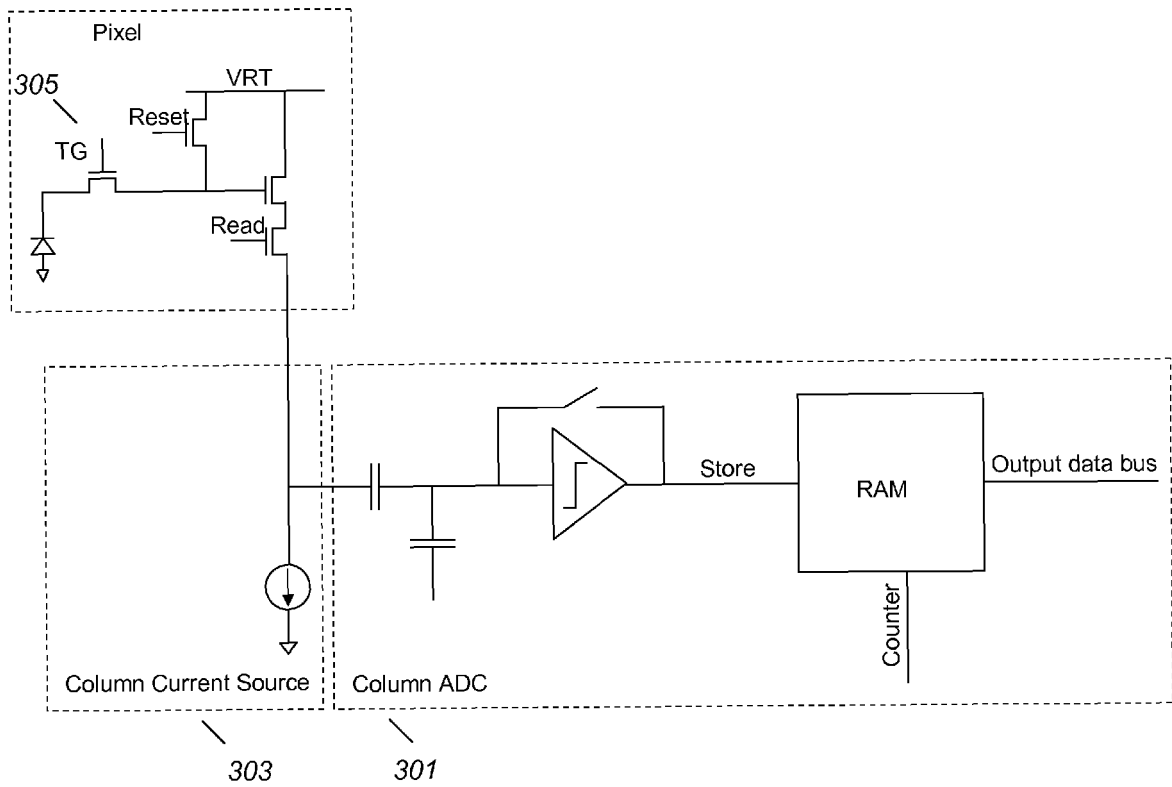 Pixel
305
VRT
Reset
TG
Read
Store
RAM
Output data bus
Counter
Column Current Source
Column ADC
303
301